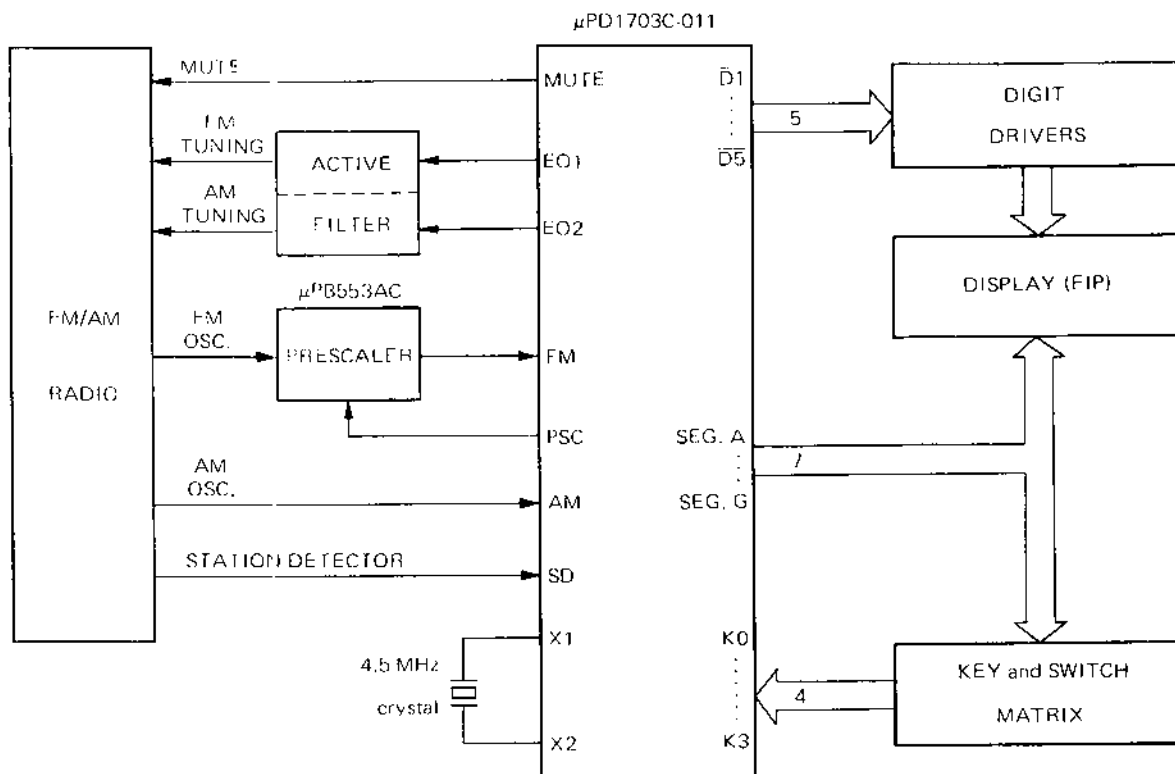 μPD1703C-011
MUTE
FM
TUNING
AM
TUNING
ACTIVE
FILTER
μPB553AC
FM/AM
RADIO
FM
OSC.
PRESCALER
AM
OSC.
STATION DETECTOR
4.5 MHz
crystal
MUTE
EO1
EO2
FM
PSC
AM
SD
X1
X2
D̅1̅
5
D̅5̅
SEG. A
7
SEG. G
K0
4
K3
DIGIT
DRIVERS
DISPLAY (FIP)
KEY and SWITCH
MATRIX